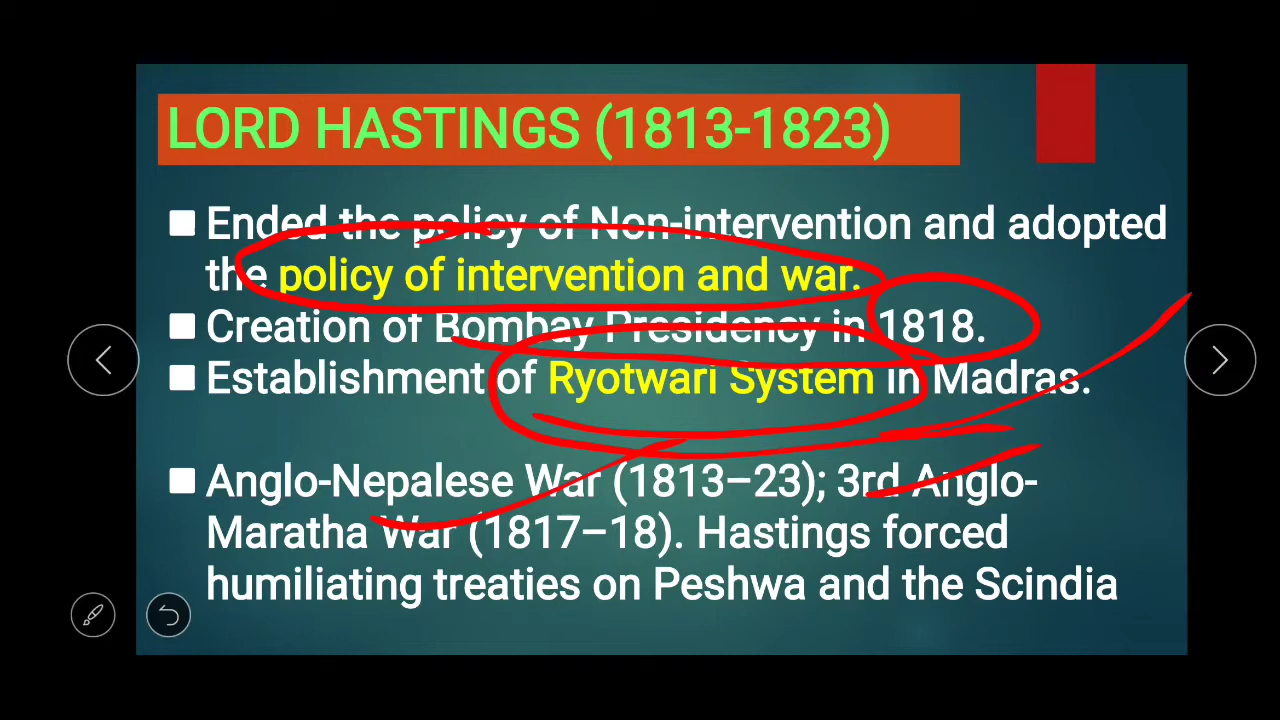 LORD HASTINGS (1813-1823)
Ended the policy of Non-intervention and adopted
the policy of intervention and war.
Creation of Bombay Presidency in 1818.
Establishment of Ryotwari System in Madras.
Anglo-Nepalese War (1813–23); 3rd Anglo-
Maratha War (1817–18). Hastings forced
humiliating treaties on Peshwa and the Scindia